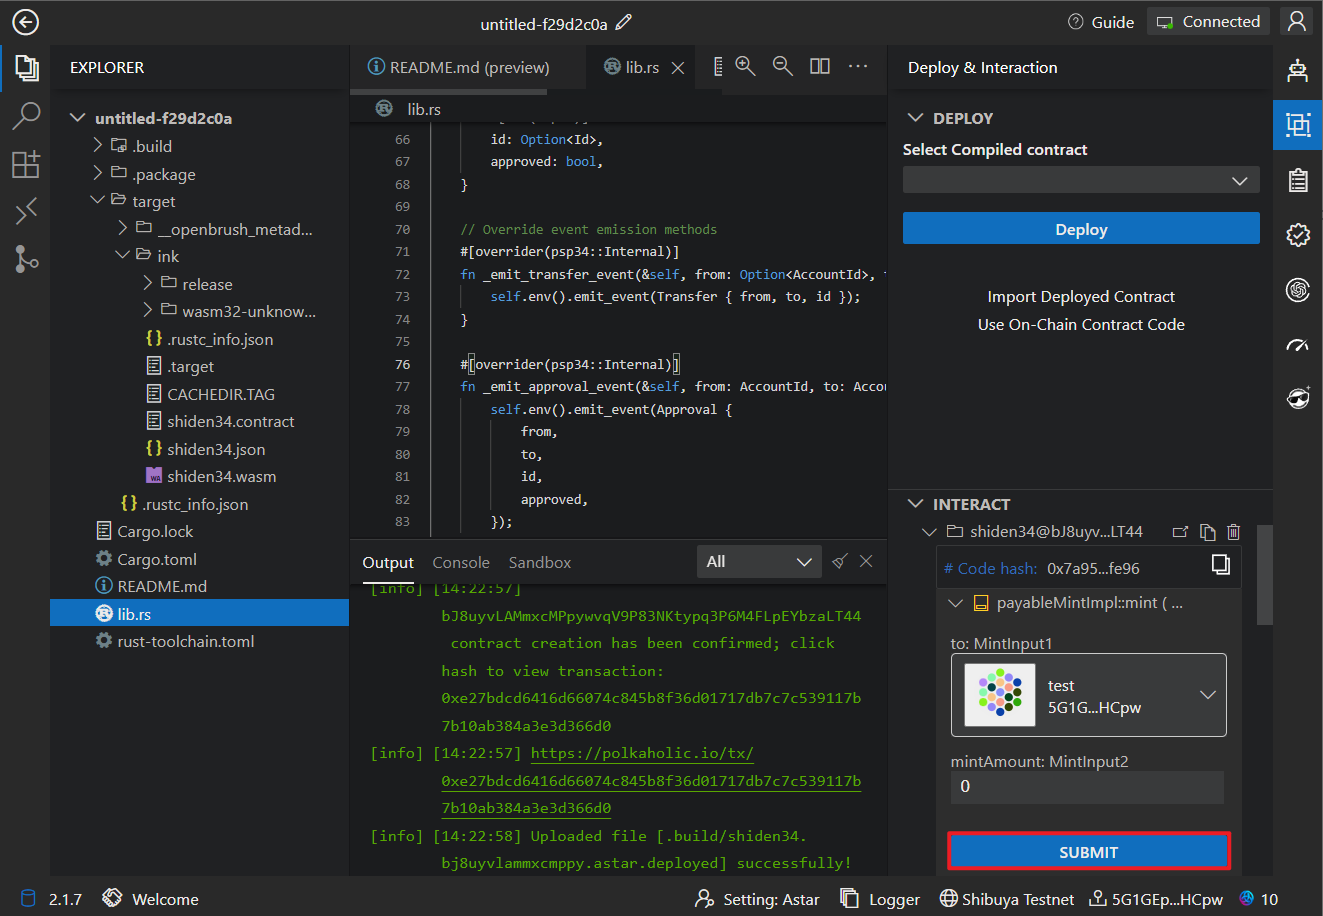 untitled-f29d2c0a
Guide
Connected
EXPLORER
untitled-f29d2c0a
.build
.package
target
__openbrush_metad...
ink
release
wasm32-unknow...
{} .rustc_info.json
.target
CACHEDIR.TAG
shiden34.contract
{} shiden34.json
WA shiden34.wasm
{} .rustc_info.json
Cargo.lock
Cargo.toml
README.md
lib.rs
rust-toolchain.toml
README.md (preview)
lib.rs
lib.rs
66 id: Option<Id>,
67 approved: bool,
68 }
69
70 // Override event emission methods
71 #[overrider(psp34::Internal)]
72 fn _emit_transfer_event(&self, from: Option<AccountId>,
73 self.env().emit_event(Transfer { from, to, id });
74 }
75
76 #[overrider(psp34::Internal)]
77 fn _emit_approval_event(&self, from: AccountId, to: Accou
78 self.env().emit_event(Approval {
79 from,
80 to,
81 id,
82 approved,
83 });
Output
Console
Sandbox
All
[info] [14:22:57]
bJ8uyvLAMmxcMPpywvqV9P83NKtypq3P6M4FLpEYbzaLT44
contract creation has been confirmed; click
hash to view transaction:
0xe27bdcd6416d66074c845b8f36d01717db7c7c539117b
7b10ab384a3e3d366d0
[info] [14:22:57] https://polkaholic.io/tx/
0xe27bdcd6416d66074c845b8f36d01717db7c7c539117b
7b10ab384a3e3d366d0
[info] [14:22:58] Uploaded file [.build/shiden34.
bj8uyvlammxcmppy.astar.deployed] successfully!
Deploy & Interaction
DEPLOY
Select Compiled contract
Deploy
Import Deployed Contract
Use On-Chain Contract Code
INTERACT
shiden34@bJ8uyv...LT44
# Code hash: 0x7a95...fe96
payableMintImpl::mint ( ...
to: MintInput1
test
5G1G...HCpw
mintAmount: MintInput2
0
SUBMIT
2.1.7
Welcome
Setting: Astar
Logger
Shibuya Testnet
5G1GEp...HCpw
10